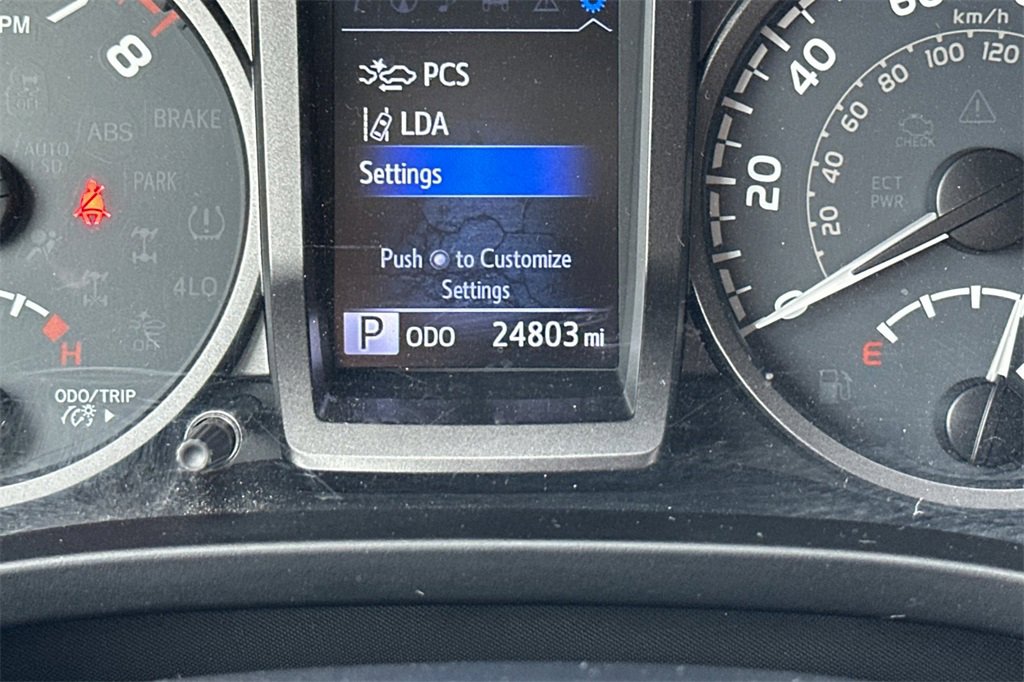 PM
8
OFF
ABS
BRAKE
AUTO
LSD
PARK
4LO
H
ODO/TRIP
PCS
LDA
Settings
Push to Customize
Settings
P ODO 24803 mi
km/h
40
20
0
120
100
80
60
40
20
CHECK
ECT
PWR
E